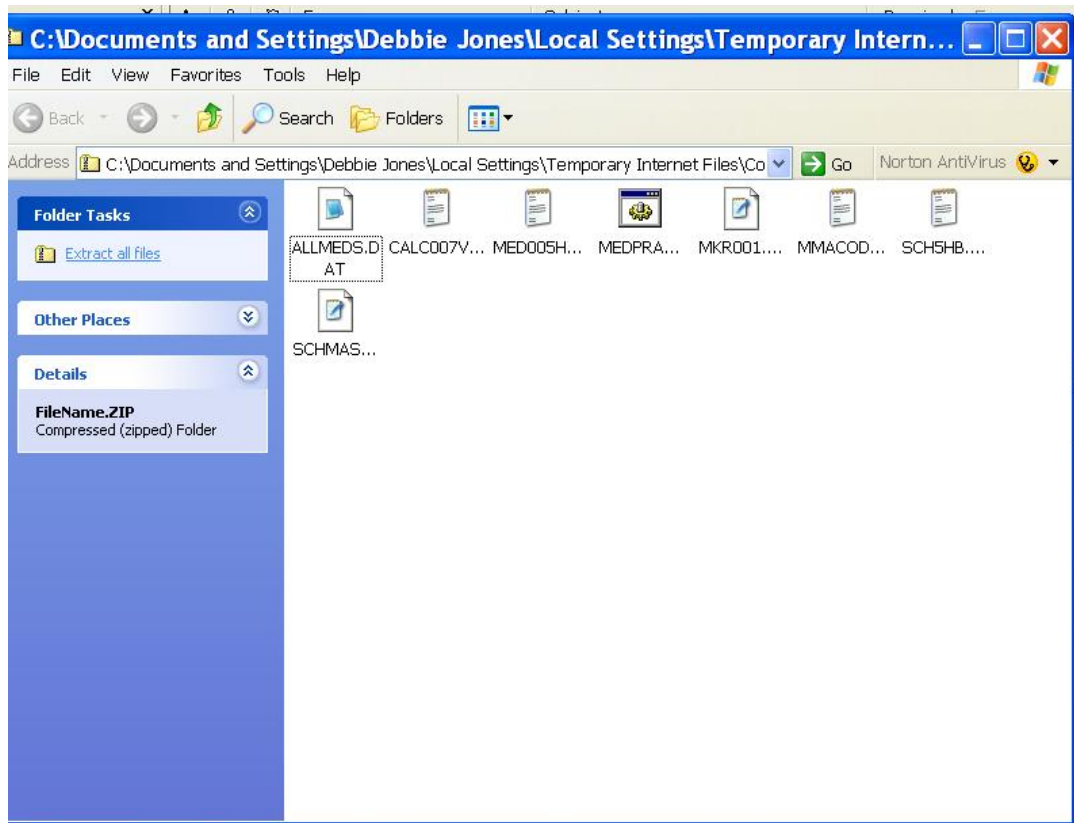 C:\Documents and Settings\Debbie Jones\Local Settings\Temporary Intern...
File Edit View Favorites Tools Help
Back Search Folders
Address C:\Documents and Settings\Debbie Jones\Local Settings\Temporary Internet Files\Co Go Norton AntiVirus
Folder Tasks
Extract all files
Other Places
Details
FileName.ZIP
Compressed (zipped) Folder
ALLMEDS.D CALC007V... MED005H... MEDPRA... MKR001.... MMACOD... SCH5HB....
AT
SCHMAS...